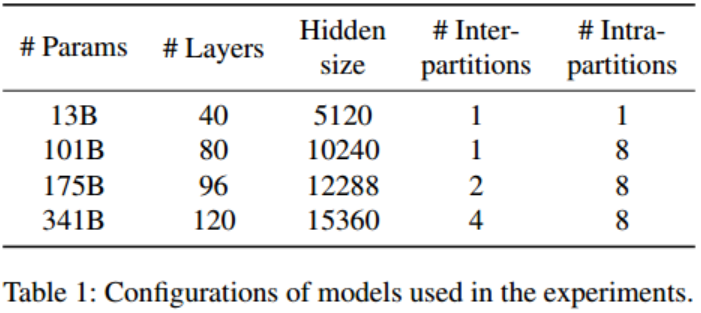 # Params # Layers Hidden size # Inter-partitions # Intra-partitions
13B 40 5120 1 1
101B 80 10240 1 8
175B 96 12288 2 8
341B 120 15360 4 8
Table 1: Configurations of models used in the experiments.